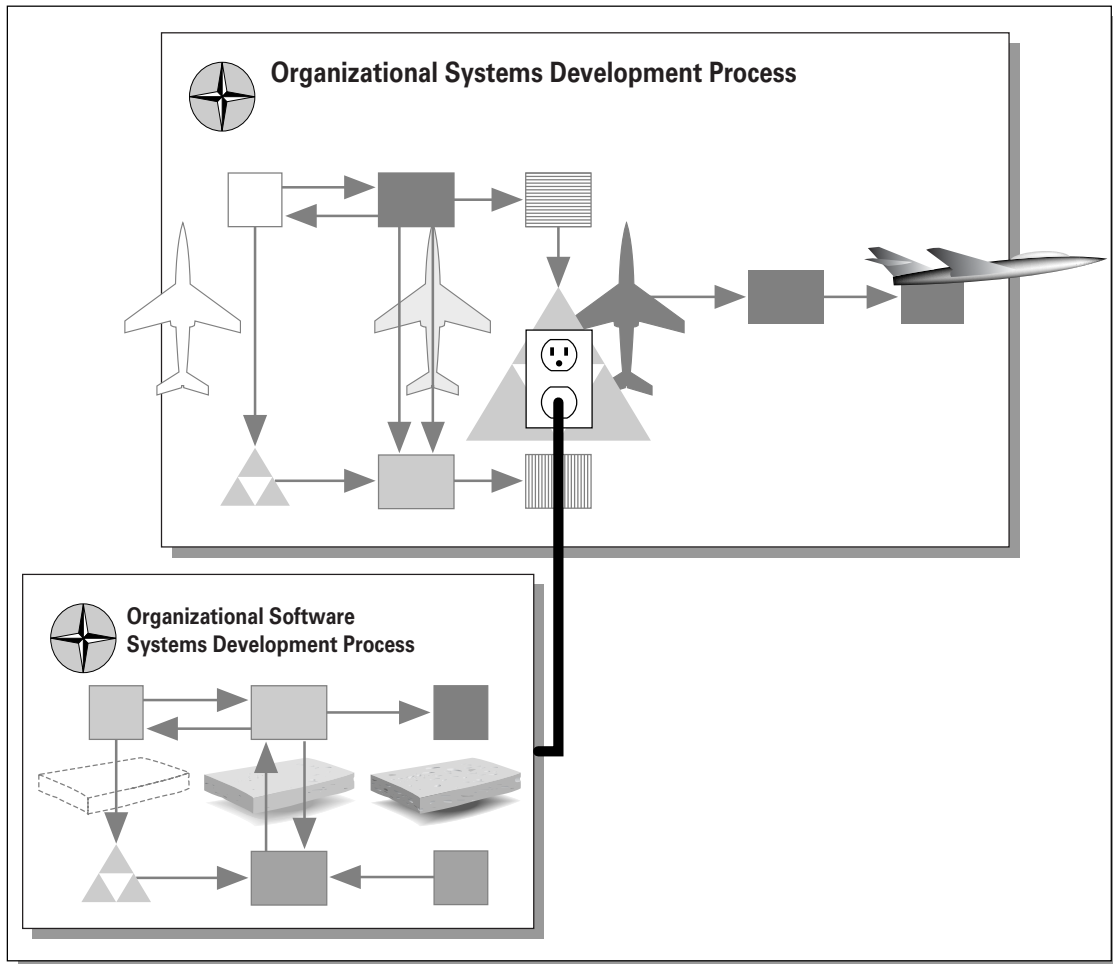 Organizational Systems Development Process
Organizational Software
Systems Development Process